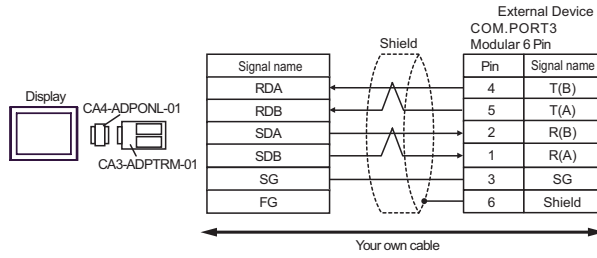 External Device
COM.PORT3
Modular 6 Pin
Shield
Signal name
Pin
Signal name
RDA
4
T(B)
RDB
5
T(A)
SDA
2
R(B)
SDB
1
R(A)
SG
3
SG
FG
6
Shield
Display
CA4-ADPONL-01
CA3-ADPTRM-01
Your own cable